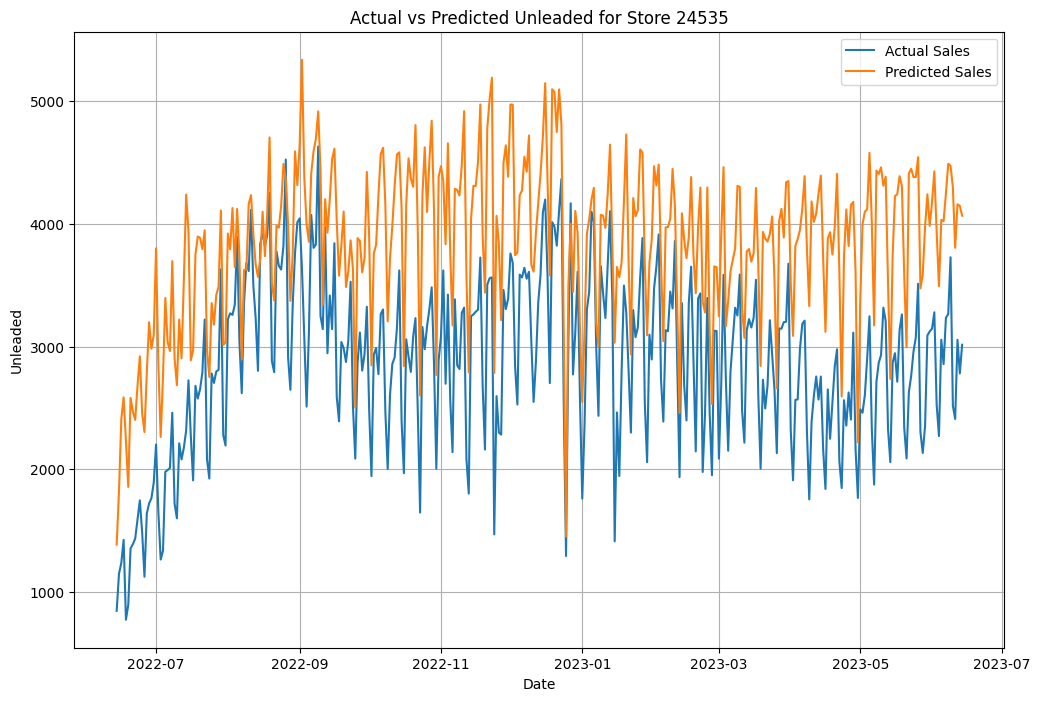 Actual vs Predicted Unleaded for Store 24535
Actual Sales
Predicted Sales
Unleaded
5000
4000
3000
2000
1000
2022-07
2022-09
2022-11
2023-01
2023-03
2023-05
2023-07
Date